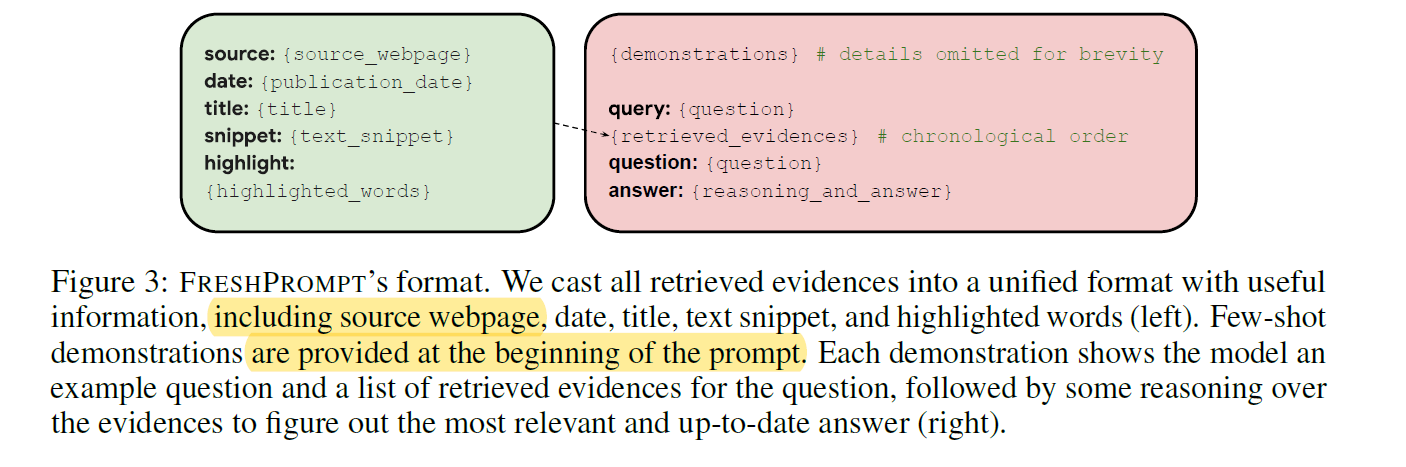 source: {source_webpage}
date: {publication_date}
title: {title}
snippet: {text_snippet}
highlight:
{highlighted_words}
{demonstrations} # details omitted for brevity
query: {question}
{retrieved_evidences} # chronological order
question: {question}
answer: {reasoning_and_answer}
Figure 3: FRESHPROMPT's format. We cast all retrieved evidences into a unified format with useful
information, including source webpage, date, title, text snippet, and highlighted words (left). Few-shot
demonstrations are provided at the beginning of the prompt. Each demonstration shows the model an
example question and a list of retrieved evidences for the question, followed by some reasoning over
the evidences to figure out the most relevant and up-to-date answer (right).